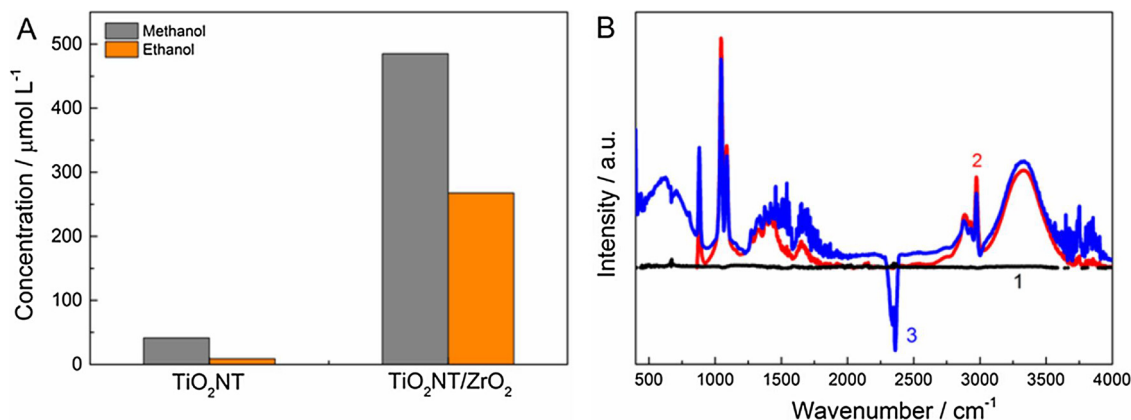 A
Methanol
Ethanol
Concentration / μmol L⁻¹
500
400
300
200
100
0
TiO₂NT
TiO₂NT/ZrO₂
B
Intensity / a.u.
2
1
3
500 1000 1500 2000 2500 3000 3500 4000
Wavenumber / cm⁻¹